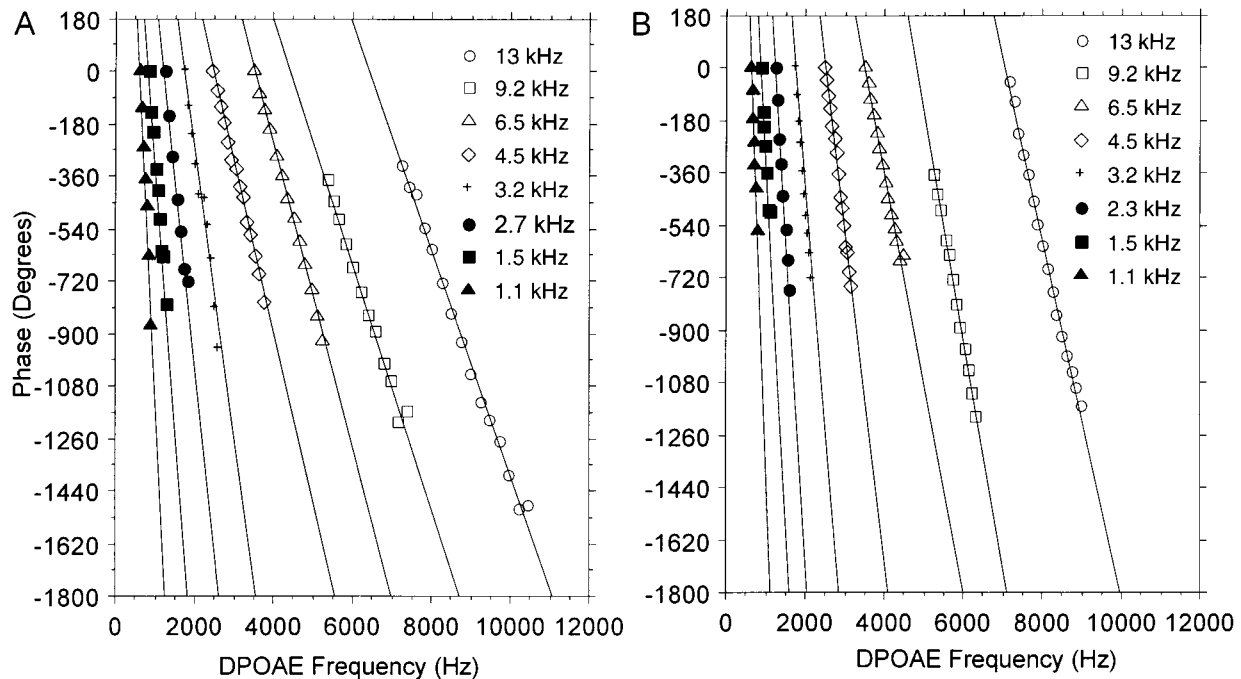 A
180
0
-180
-360
-540
-720
-900
-1080
-1260
-1440
-1620
-1800
Phase (Degrees)
0 2000 4000 6000 8000 10000 12000
DPOAE Frequency (Hz)
13 kHz
9.2 kHz
6.5 kHz
4.5 kHz
3.2 kHz
2.7 kHz
1.5 kHz
1.1 kHz
B
180
0
-180
-360
-540
-720
-900
-1080
-1260
-1440
-1620
-1800
0 2000 4000 6000 8000 10000 12000
DPOAE Frequency (Hz)
13 kHz
9.2 kHz
6.5 kHz
4.5 kHz
3.2 kHz
2.3 kHz
1.5 kHz
1.1 kHz